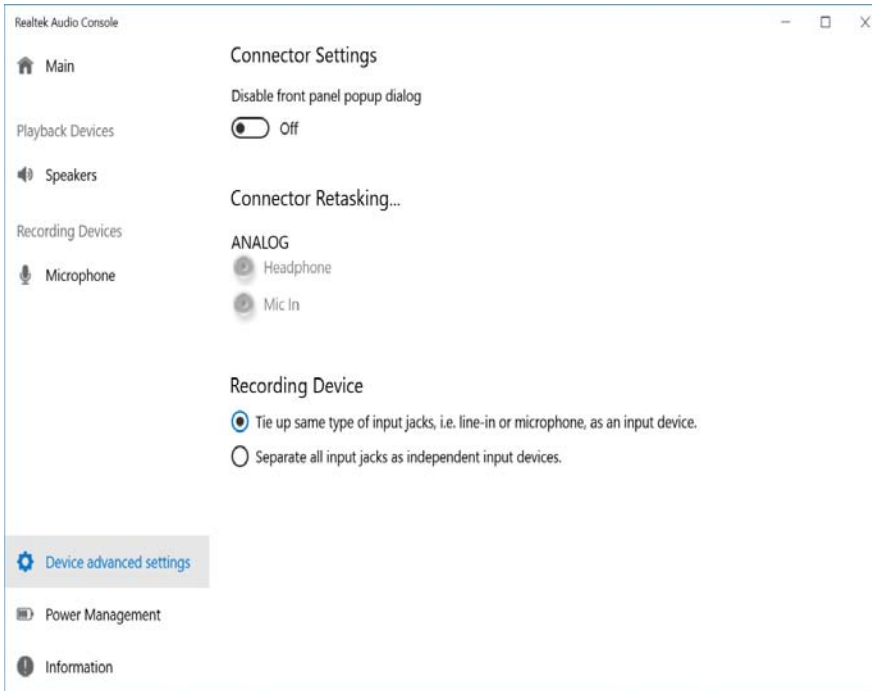 Realtek Audio Console
Main
Playback Devices
Speakers
Recording Devices
Microphone
Device advanced settings
Power Management
Information
Connector Settings
Disable front panel popup dialog
Off
Connector Retasking...
ANALOG
Headphone
Mic In
Recording Device
Tie up same type of input jacks, i.e. line-in or microphone, as an input device.
Separate all input jacks as independent input devices.